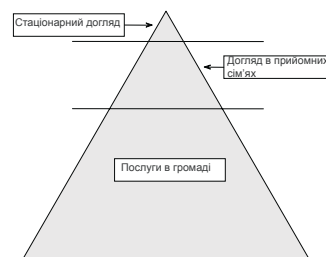 Стаціонарний догляд
Догляд в прийомних
сім'ях
Послуги в громаді